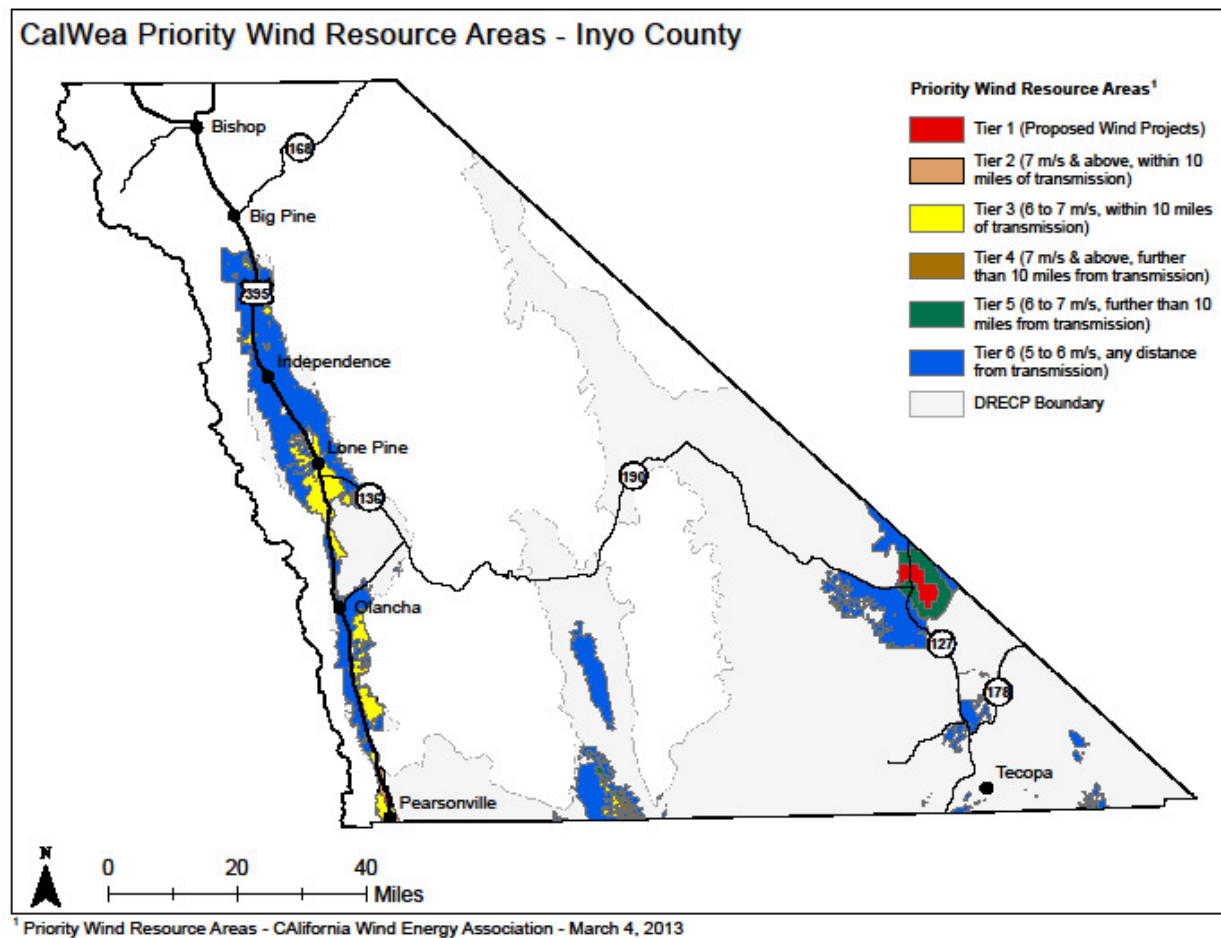 CalWea Priority Wind Resource Areas - Inyo County
Priority Wind Resource Areas¹
Tier 1 (Proposed Wind Projects)
Tier 2 (7 m/s & above, within 10
miles of transmission)
Tier 3 (6 to 7 m/s, within 10 miles
of transmission)
Tier 4 (7 m/s & above, further
than 10 miles from transmission)
Tier 5 (6 to 7 m/s, further than 10
miles from transmission)
Tier 6 (5 to 6 m/s, any distance
from transmission)
DRECP Boundary
Bishop
168
Big Pine
395
Independence
Lone Pine
136
190
Olancha
127
178
Tecopa
Pearsonville
N
0 20 40
Miles
¹ Priority Wind Resource Areas - CAlifornia Wind Energy Association - March 4, 2013